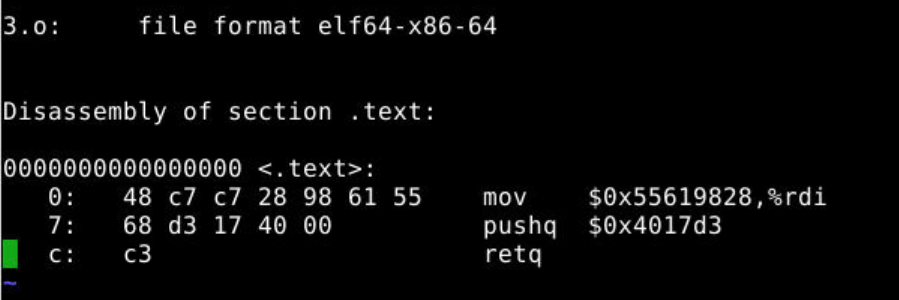 3.o:     file format elf64-x86-64
Disassembly of section .text:
0000000000000000 <.text>:
   0:   48 c7 c7 28 98 61 55    mov    $0x55619828,%rdi
   7:   68 d3 17 40 00          pushq  $0x4017d3
   c:   c3                      retq
~